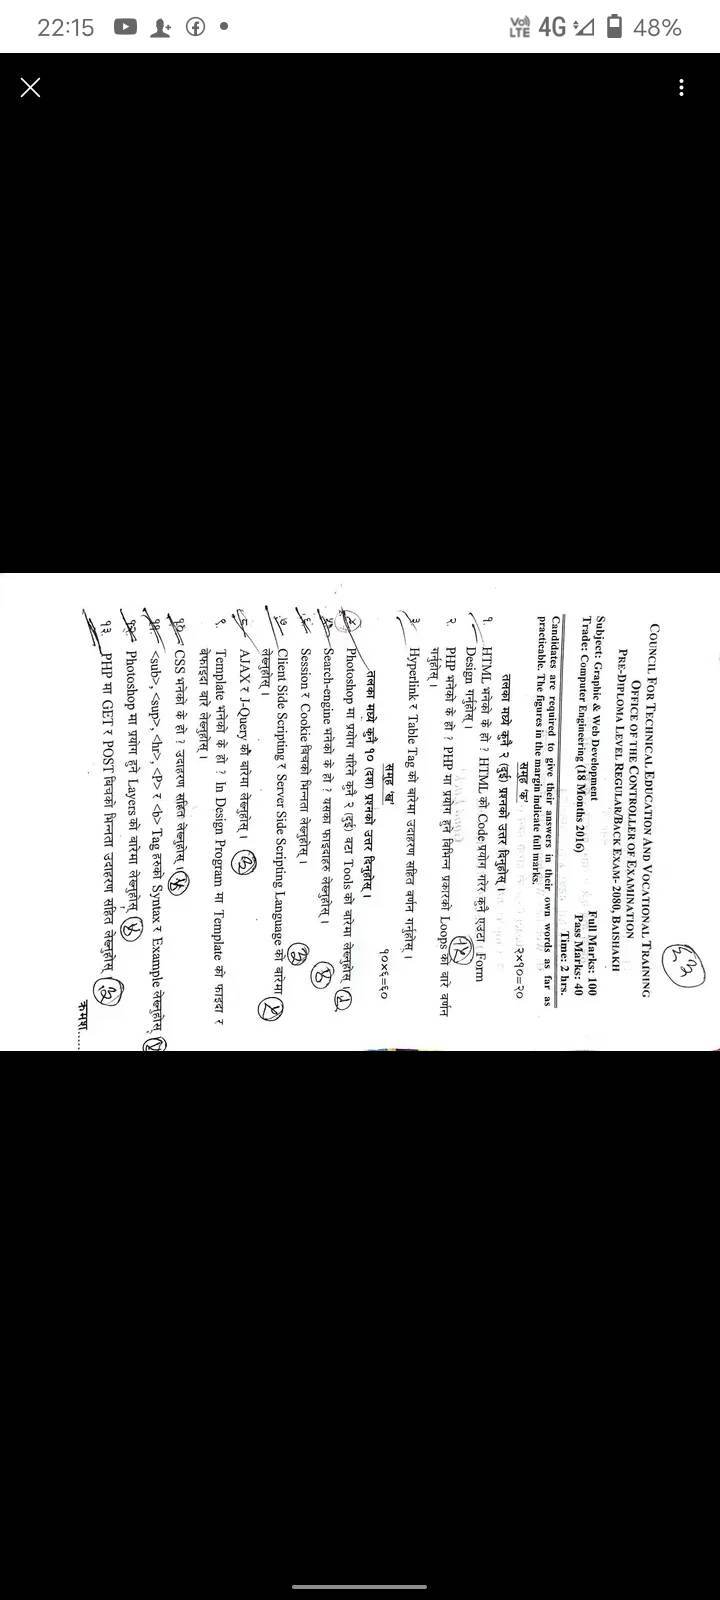 22:15
Vo) LTE 4G 48%
COUNCIL FOR TECHNICAL EDUCATION AND VOCATIONAL TRAINING
OFFICE OF THE CONTROLLER OF EXAMINATION
PRE-DIPLOMA LEVEL REGULAR/BACK EXAM- 2080, BAISHAKH
Subject: Graphic & Web Development Full Marks: 100
Trade: Computer Engineering (18 Months 2016) Pass Marks: 40
Time: 2 hrs.
Candidates are required to give their answers in their own words as far as
practicable. The figures in the margin indicate full marks.
समूह 'क'
तलका मध्ये कुनै २ (दुई) प्रश्नको उत्तर दिनुहोस् । २×१०=२०
१. HTML भनेको के हो ? HTML को Code प्रयोग गरेर कुनै एउटा Form
Design गर्नुहोस् ।
२. PHP भनेको के हो ? PHP मा प्रयोग हुने विभिन्न प्रकारको Loops को बारे वर्णन
गर्नुहोस् ।
३. Hyperlink र Table Tag को बारेमा उदाहरण सहित वर्णन गर्नुहोस् ।
समूह 'ख'
तलका मध्ये कुनै १० (दश) प्रश्नको उत्तर दिनुहोस् । १०×६=६०
४. Photoshop मा प्रयोग गरिने कुनै २ (दुई) वटा Tools को बारेमा लेख्नुहोस् ।
५. Search-engine भनेको के हो ? यसका फाइदाहरु लेख्नुहोस् ।
६. Session र Cookie विचको भिन्नता लेख्नुहोस् ।
७. Client Side Scripting र Server Side Scripting Language को बारेमा
लेख्नुहोस् ।
८. AJAX र J-Query को बारेमा लेख्नुहोस् ।
९. Template भनेको के हो ? In Design Program मा Template को फाइदा र
बेफाइदा बारे लेख्नुहोस् ।
१०. CSS भनेको के हो ? उदाहरण सहित लेख्नुहोस् ।
११. <sub>, <sup>, <hr>, <P> र <b> Tag हरुको Syntax र Example लेख्नुहोस्
१२. Photoshop मा प्रयोग हुने Layers को बारेमा लेख्नुहोस्
१३. PHP मा GET र POST विचको भिन्नता उदाहरण सहित लेख्नुहोस्
क्रमश.....